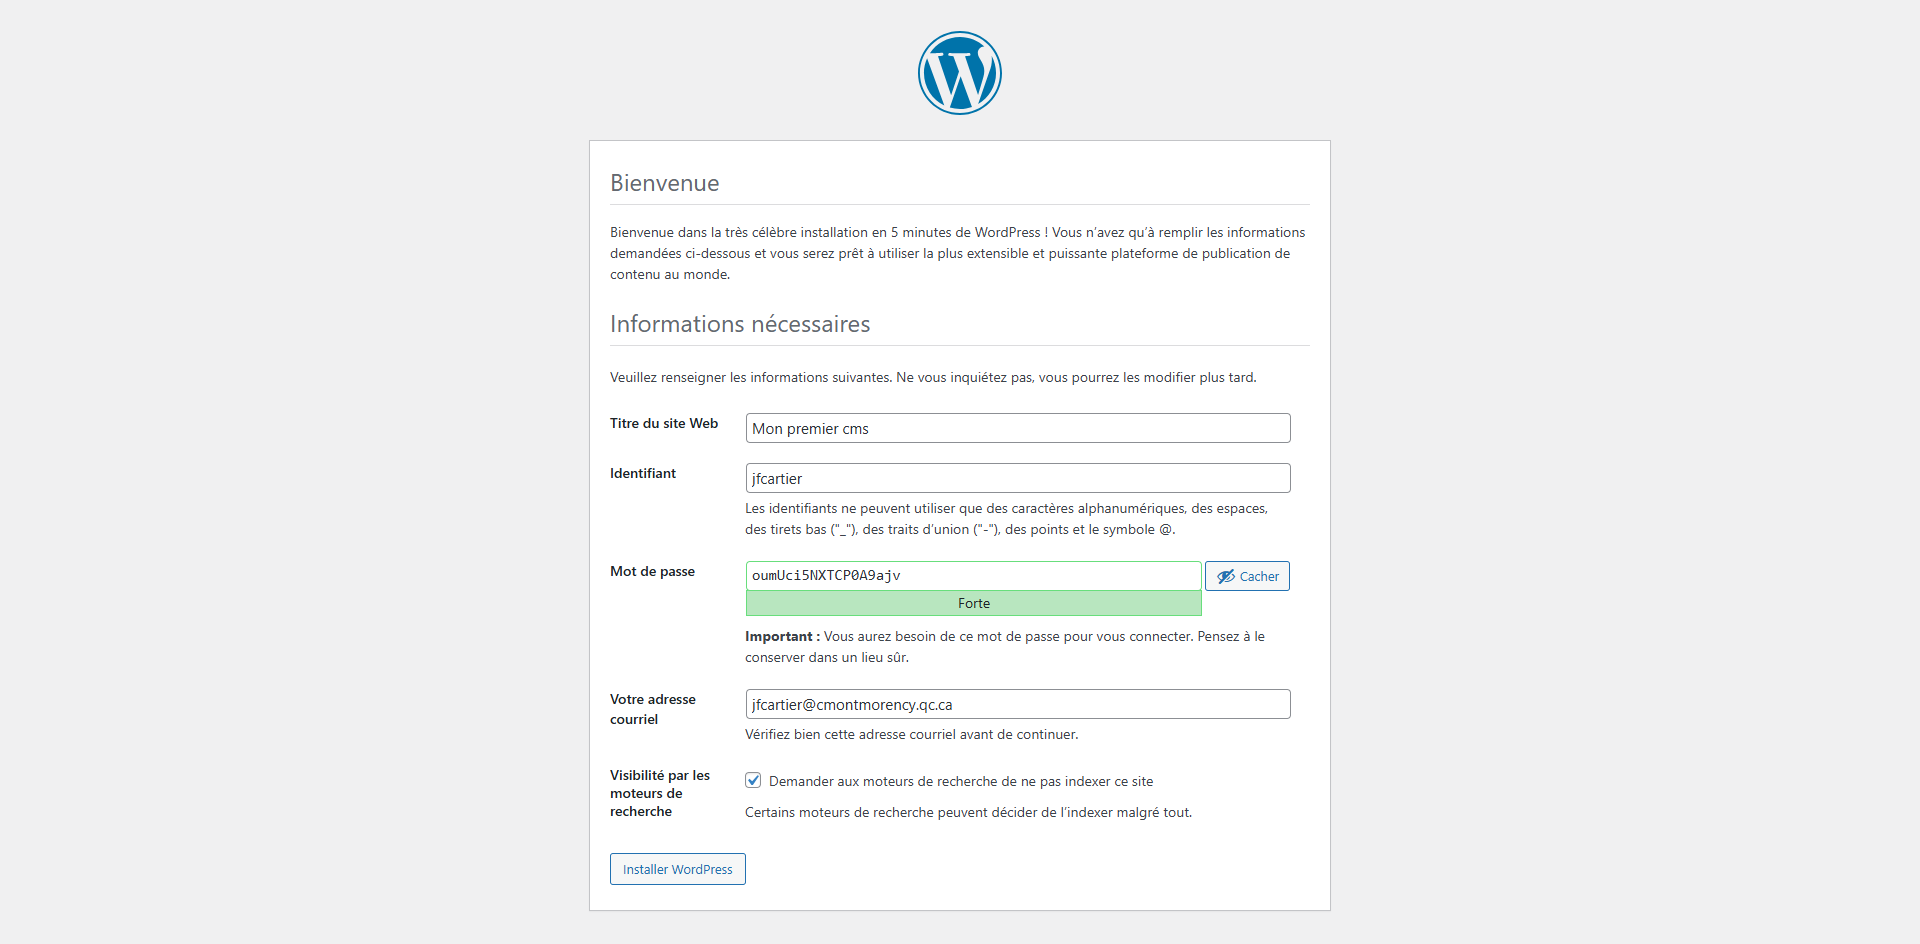 Bienvenue
Bienvenue dans la très célèbre installation en 5 minutes de WordPress ! Vous n’avez qu’à remplir les informations
demandées ci-dessous et vous serez prêt à utiliser la plus extensible et puissante plateforme de publication de
contenu au monde.
Informations nécessaires
Veuillez renseigner les informations suivantes. Ne vous inquiétez pas, vous pourrez les modifier plus tard.
Titre du site Web
Mon premier cms
Identifiant
jfcartier
Les identifiants ne peuvent utiliser que des caractères alphanumériques, des espaces,
des tirets bas ("_"), des traits d’union ("-"), des points et le symbole @.
Mot de passe
oumUci5NXTCP0A9ajv
Cacher
Forte
Important : Vous aurez besoin de ce mot de passe pour vous connecter. Pensez à le
conserver dans un lieu sûr.
Votre adresse
courriel
jfcartier@cmontmorency.qc.ca
Vérifiez bien cette adresse courriel avant de continuer.
Visibilité par les
moteurs de
recherche
Demander aux moteurs de recherche de ne pas indexer ce site
Certains moteurs de recherche peuvent décider de l’indexer malgré tout.
Installer WordPress